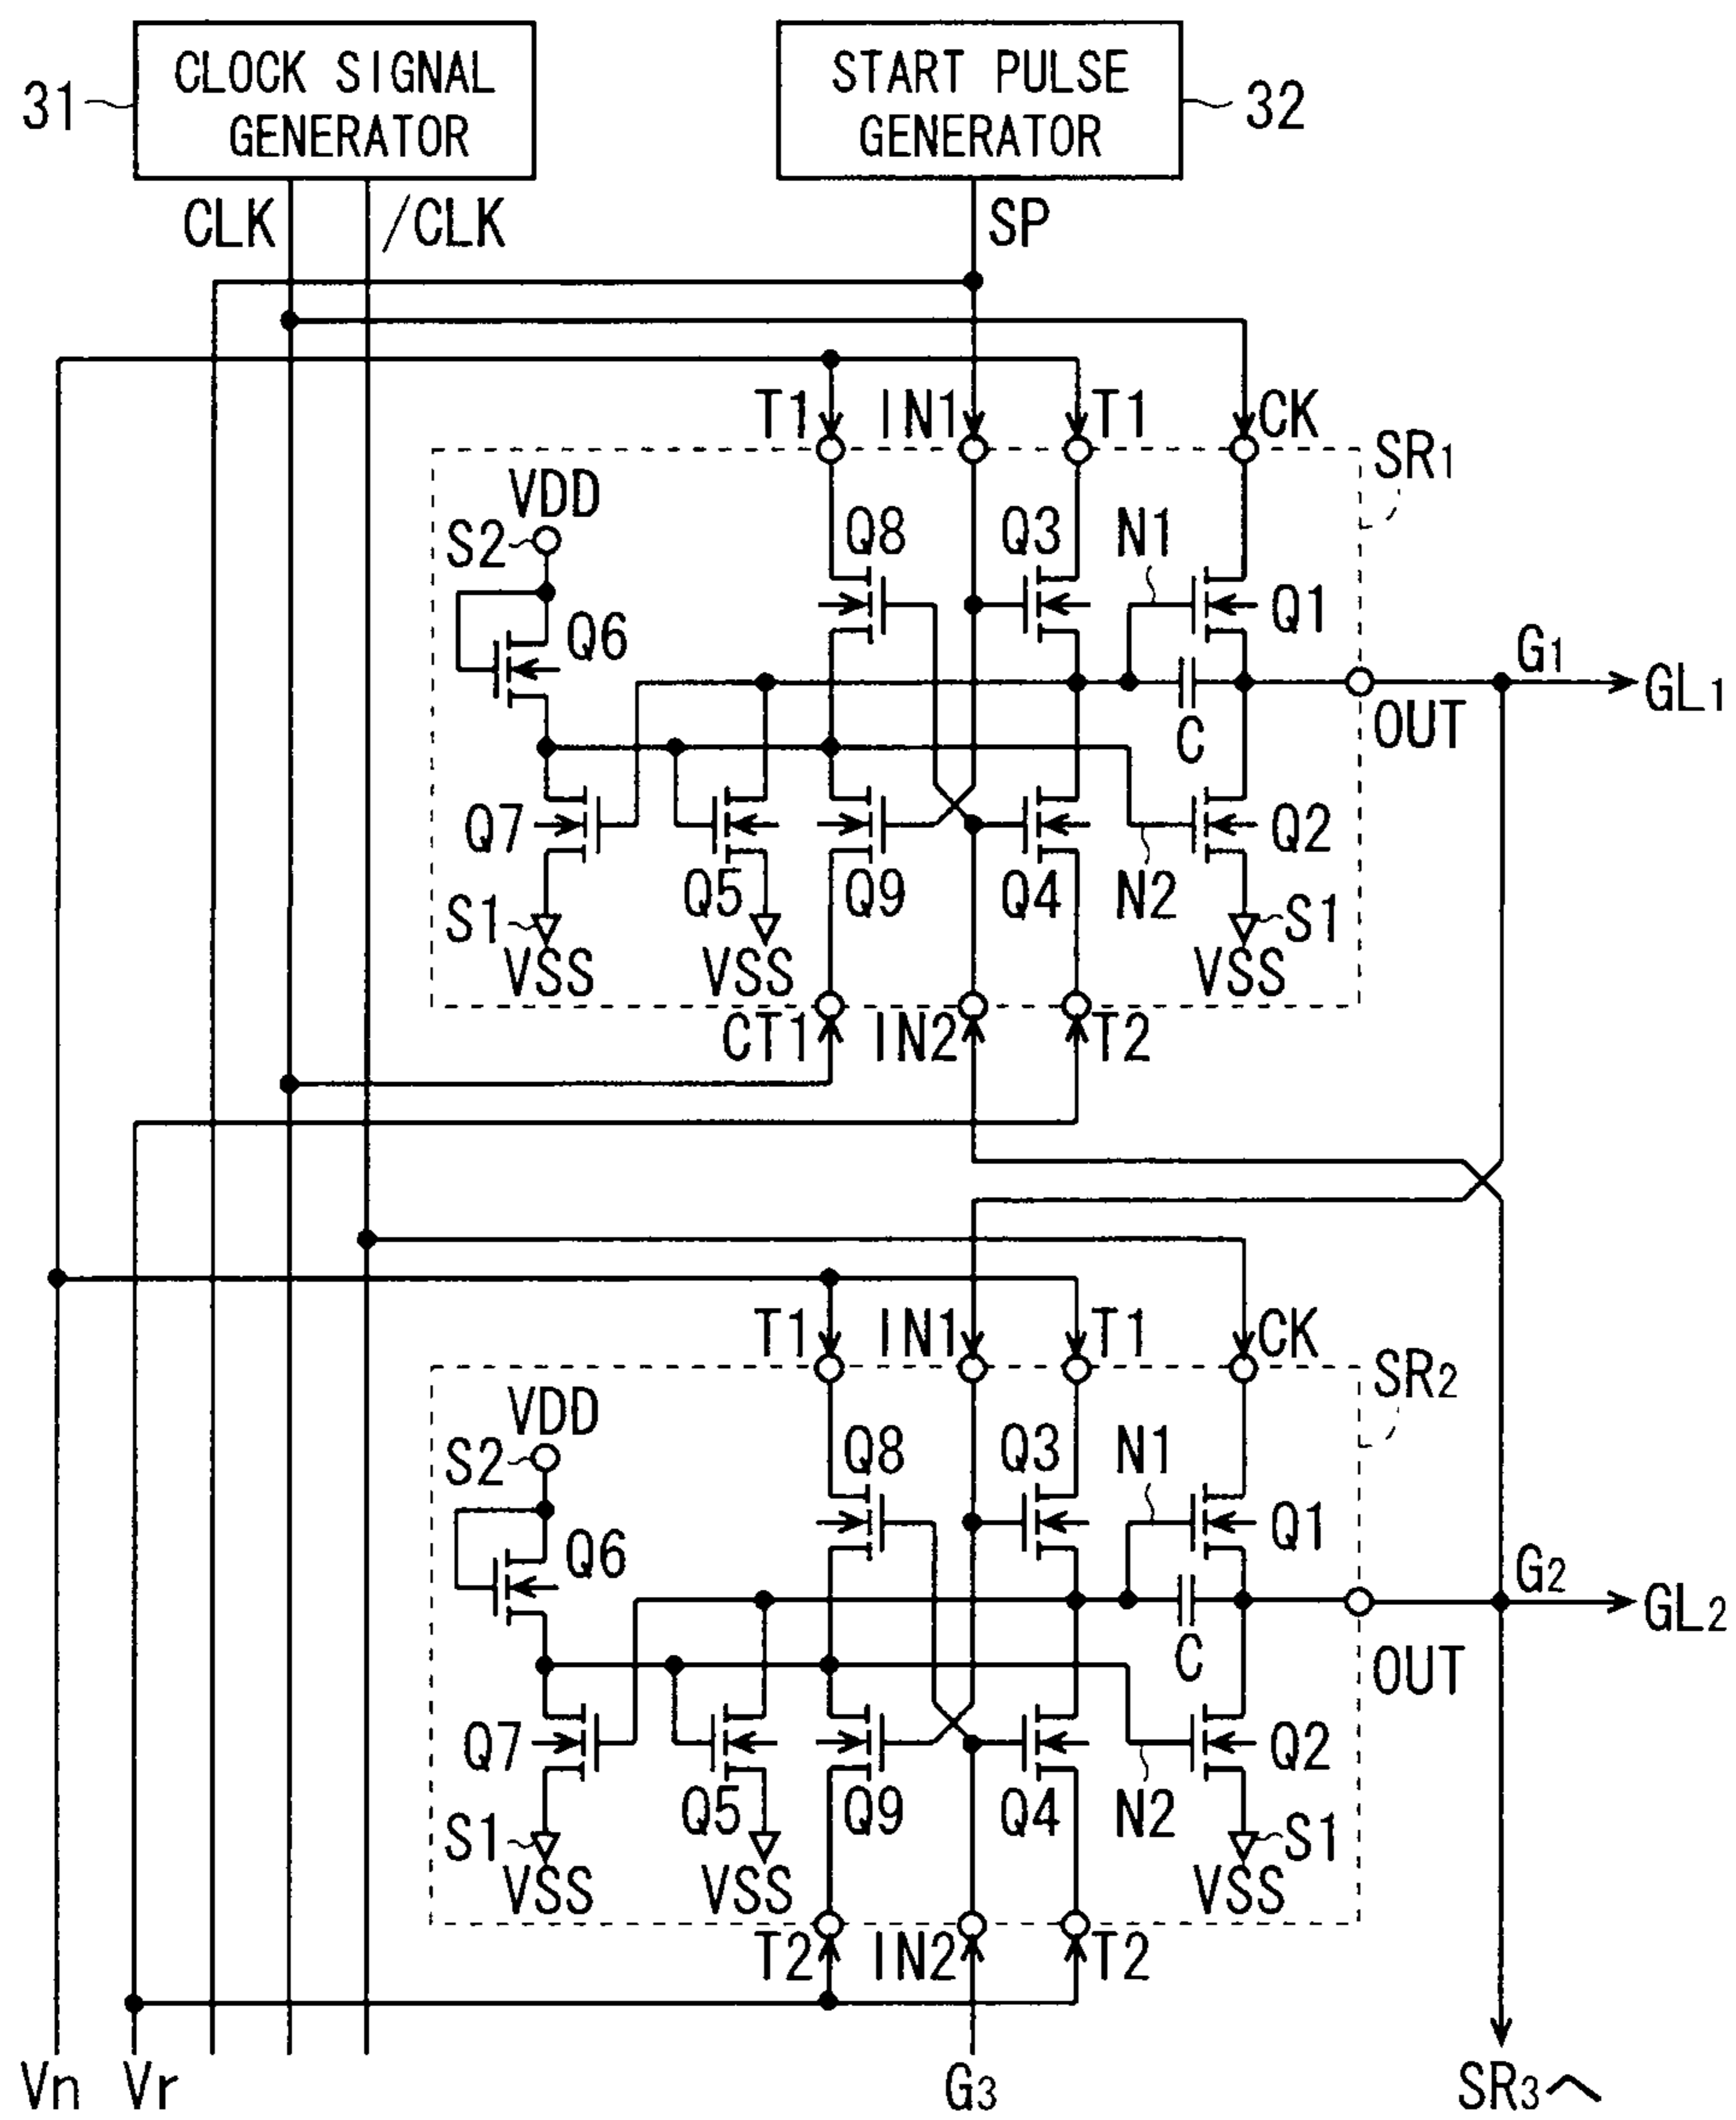 CLOCK SIGNAL
GENERATOR
START PULSE
GENERATOR
31
32
CLK
/CLK
SP
T1
IN1
T1
CK
SR1
VDD
S2
Q8
Q3
N1
Q6
Q1
G1
GL1
OUT
C
Q7
Q2
Q5
Q9
Q4
N2
S1
S1
VSS
VSS
VSS
CT1
IN2
T2
T1
IN1
T1
CK
SR2
VDD
S2
Q8
Q3
N1
Q6
Q1
G2
GL2
C
OUT
Q7
Q2
Q5
Q9
Q4
N2
S1
S1
VSS
VSS
VSS
T2
IN2
T2
Vn
Vr
G3
SR3へ